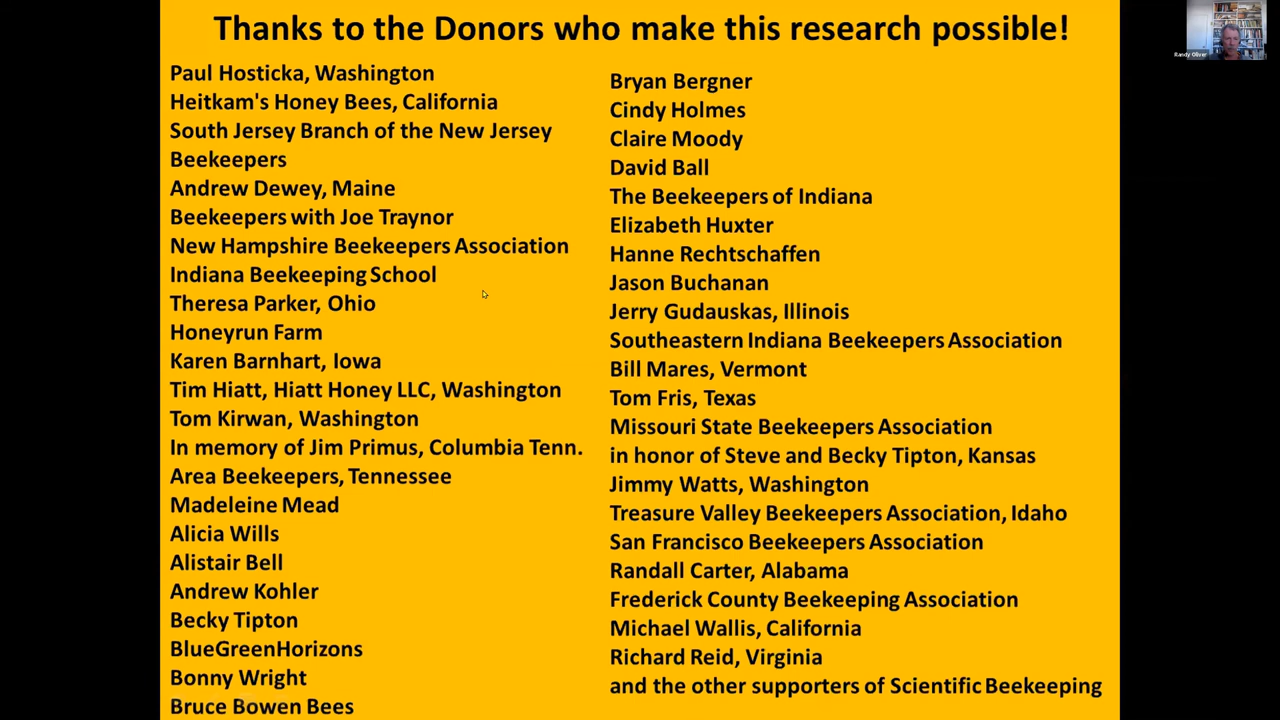 Thanks to the Donors who make this research possible!
Paul Hosticka, Washington
Heitkam's Honey Bees, California
South Jersey Branch of the New Jersey
Beekeepers
Andrew Dewey, Maine
Beekeepers with Joe Traynor
New Hampshire Beekeepers Association
Indiana Beekeeping School
Theresa Parker, Ohio
Honeyrun Farm
Karen Barnhart, Iowa
Tim Hiatt, Hiatt Honey LLC, Washington
Tom Kirwan, Washington
In memory of Jim Primus, Columbia Tenn.
Area Beekeepers, Tennessee
Madeleine Mead
Alicia Wills
Alistair Bell
Andrew Kohler
Becky Tipton
BlueGreenHorizons
Bonny Wright
Bruce Bowen Bees
Bryan Bergner
Cindy Holmes
Claire Moody
David Ball
The Beekeepers of Indiana
Elizabeth Huxter
Hanne Rechtschaffen
Jason Buchanan
Jerry Gudauskas, Illinois
Southeastern Indiana Beekeepers Association
Bill Mares, Vermont
Tom Fris, Texas
Missouri State Beekeepers Association
in honor of Steve and Becky Tipton, Kansas
Jimmy Watts, Washington
Treasure Valley Beekeepers Association, Idaho
San Francisco Beekeepers Association
Randall Carter, Alabama
Frederick County Beekeeping Association
Michael Wallis, California
Richard Reid, Virginia
and the other supporters of Scientific Beekeeping
Randy Oliver